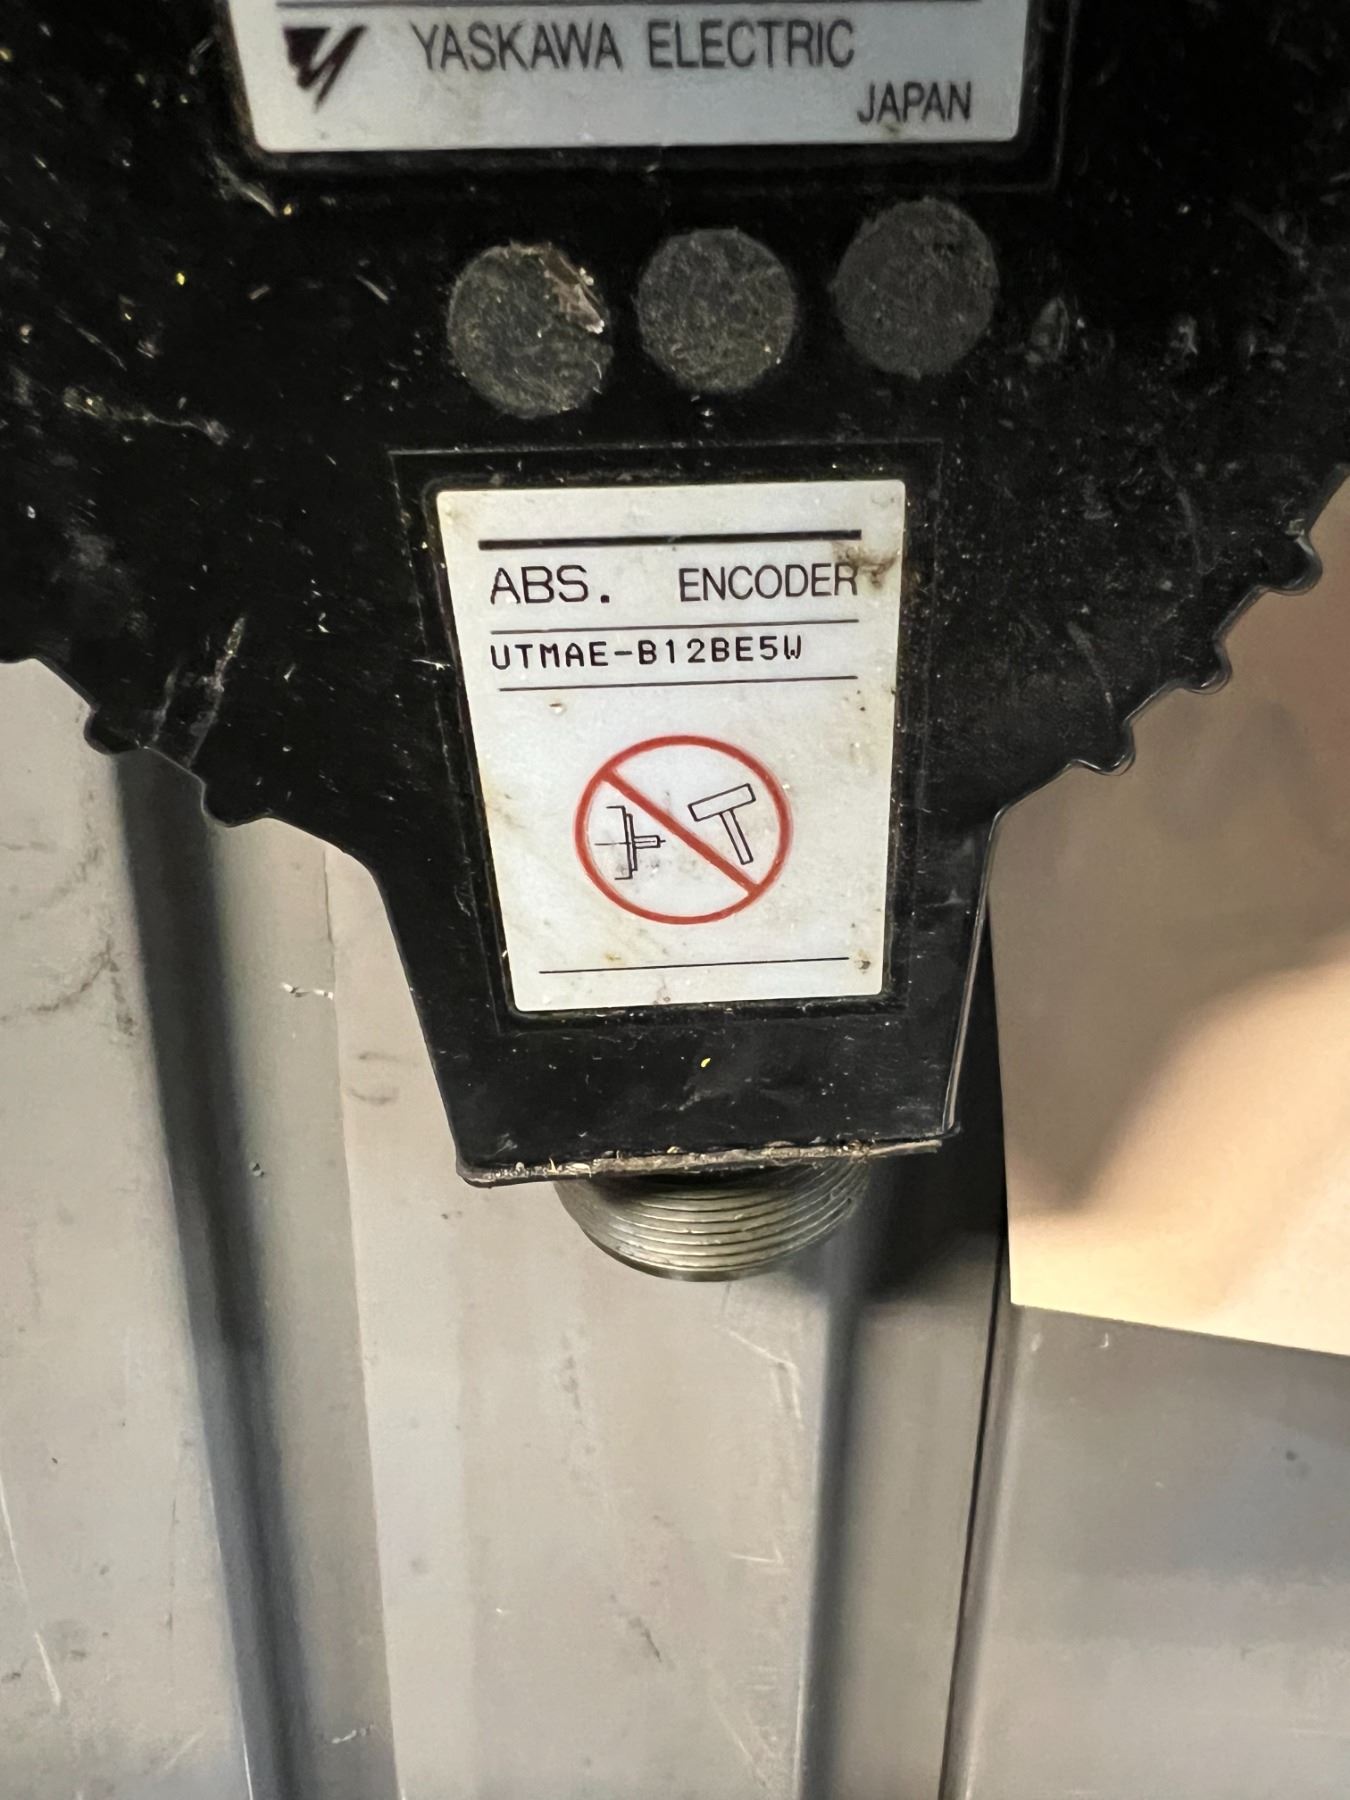 YASKAWA ELECTRIC
JAPAN
ABS. ENCODER
UTMAE-B12BE5W